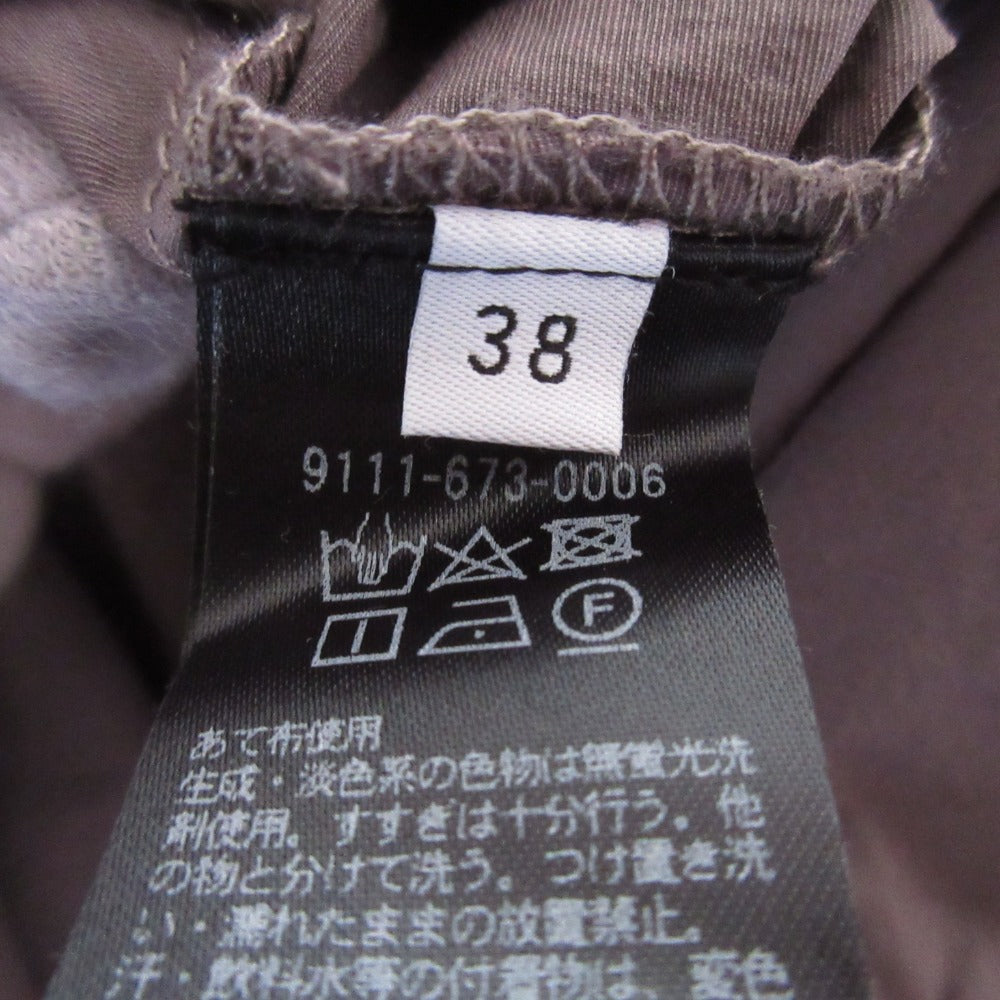 38
9111-673-0006
F
あて布使用
生成・淡色系の色物は無蛍光洗
剤使用。すすぎは十分行う。他
の物と分けて洗う。つけ置き洗
い・濡れたままの放置禁止。
汗・飲料水等の付着物は、変色